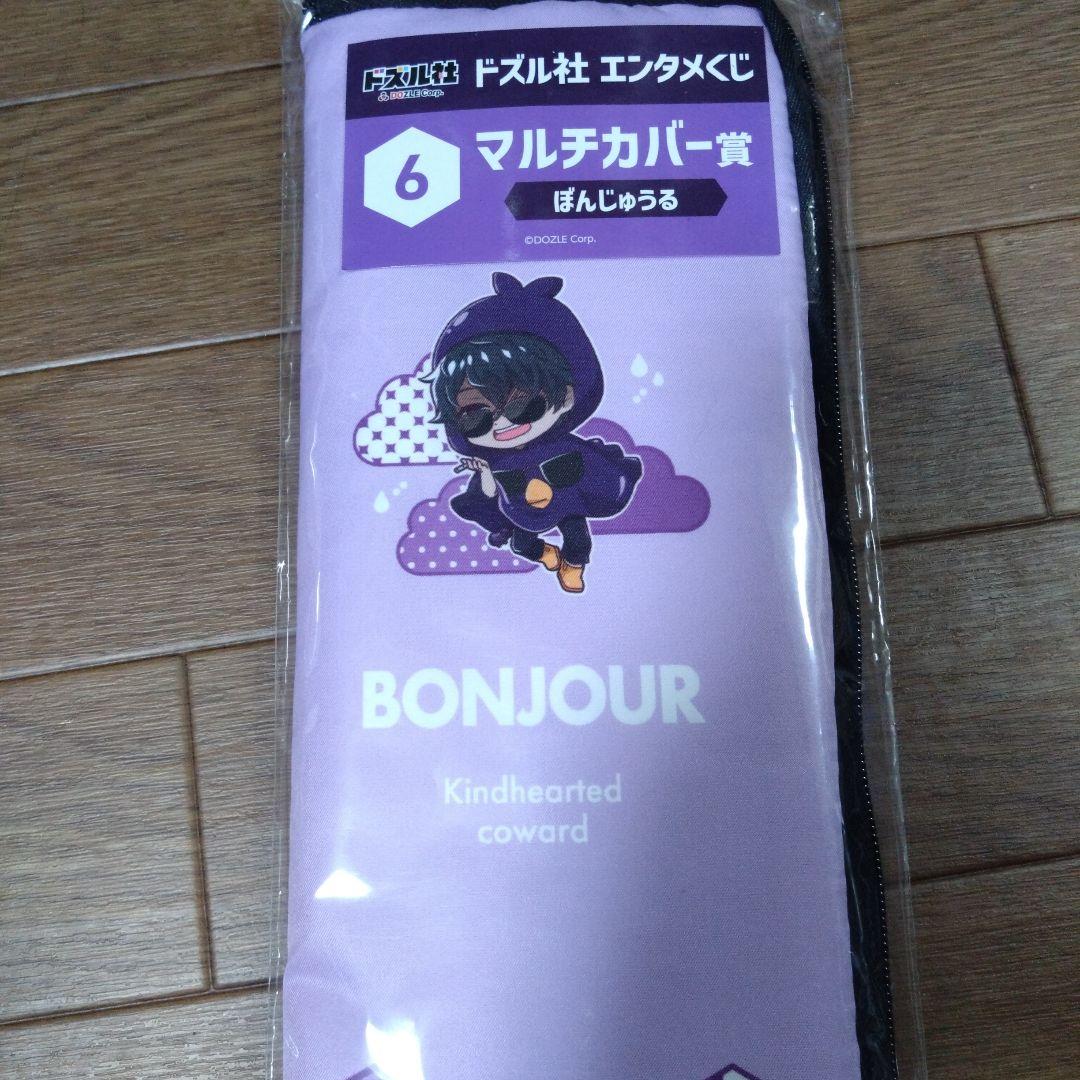 ドズル社
DOZLE Corp.
ドズル社 エンタメくじ
6
マルチカバー賞
ぼんじゅうる
©DOZLE Corp.
BONJOUR
Kindhearted
coward